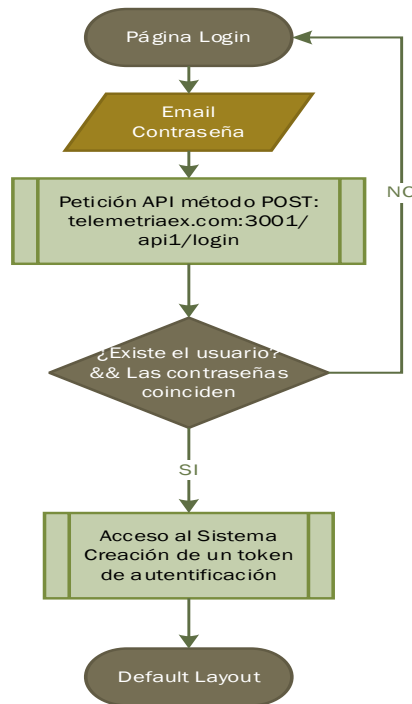 Página Login
Email
Contraseña
Petición API método POST:
telemetriaex.com:3001/
api1/login
NO
¿Existe el usuario?
&& Las contraseñas
coinciden
SI
Acceso al Sistema
Creación de un token
de autentificación
Default Layout